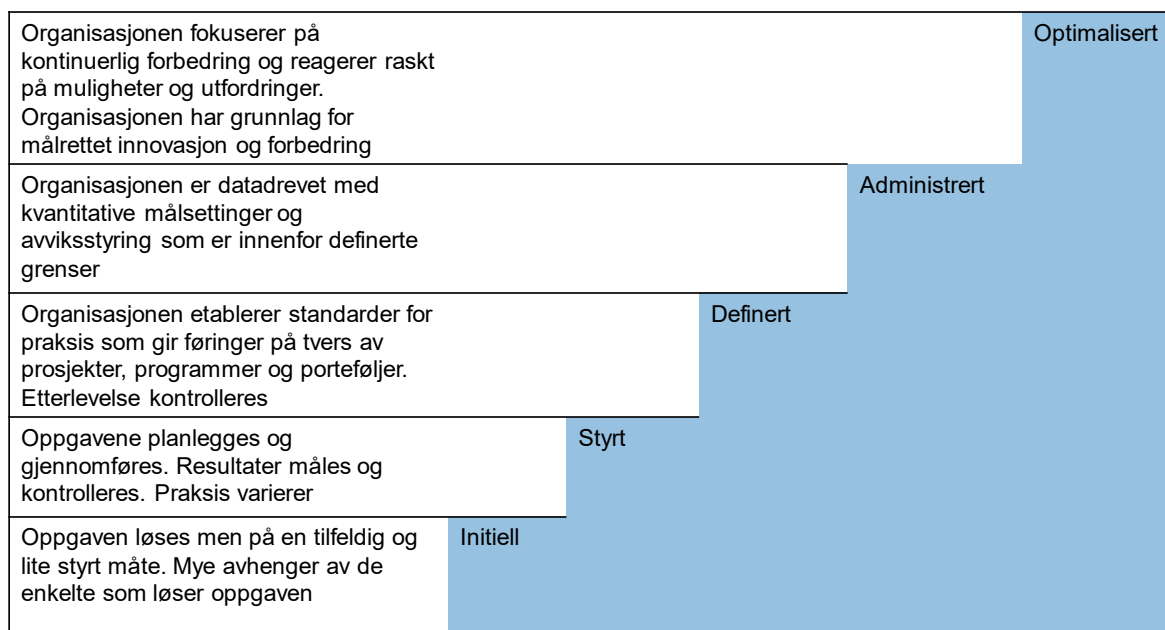 Organisasjonen fokuserer på
kontinuerlig forbedring og reagerer raskt
på muligheter og utfordringer.
Organisasjonen har grunnlag for
målrettet innovasjon og forbedring
Optimalisert
Organisasjonen er datadrevet med
kvantitative målsettinger og
avviksstyring som er innenfor definerte
grenser
Administrert
Organisasjonen etablerer standarder for
praksis som gir føringer på tvers av
prosjekter, programmer og porteføljer.
Etterlevelse kontrolleres
Definert
Oppgavene planlegges og
gjennomføres. Resultater måles og
kontrolleres. Praksis varierer
Styrt
Oppgaven løses men på en tilfeldig og
lite styrt måte. Mye avhenger av de
enkelte som løser oppgaven
Initiell